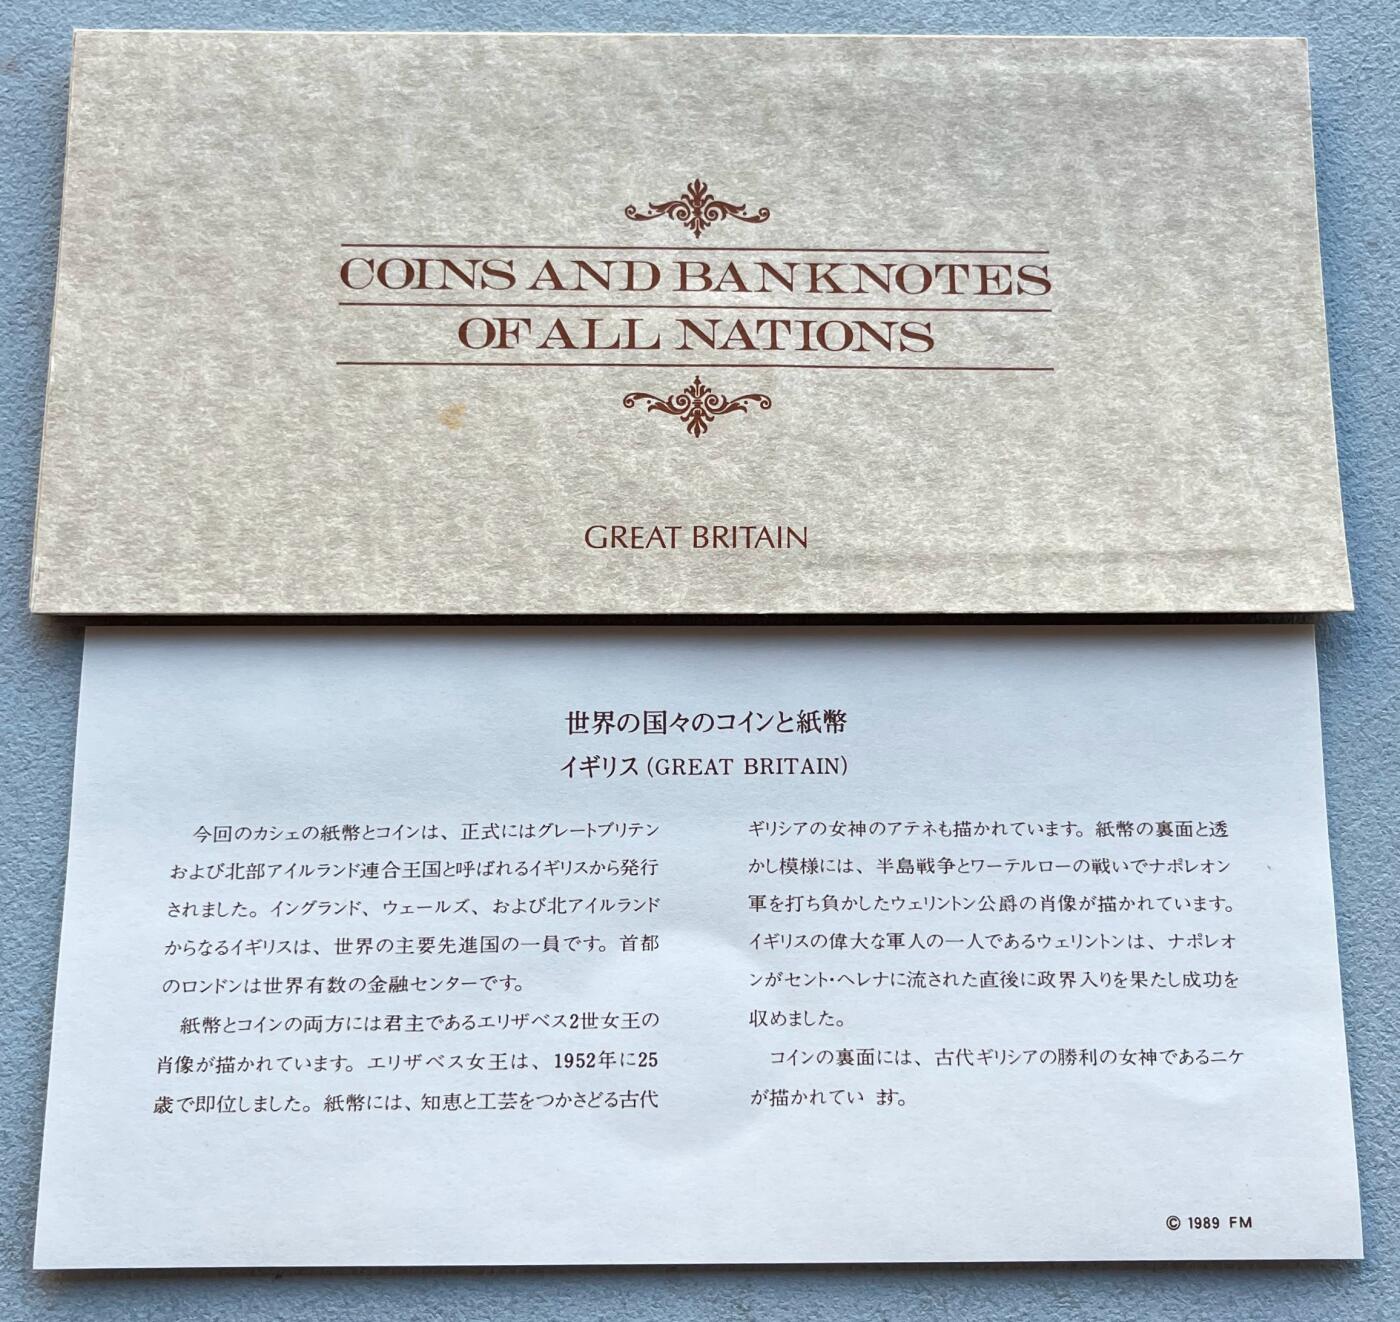 COINS AND BANKNOTES
OF ALL NATIONS
GREAT BRITAIN
世界の国々のコインと紙幣
イギリス (GREAT BRITAIN)
今回のカシェの紙幣とコインは、正式にはグレートブリテン
および北部アイルランド連合王国と呼ばれるイギリスから発行
されました。イングランド、ウェールズ、および北アイルランド
からなるイギリスは、世界の主要先進国の一員です。首都
のロンドンは世界有数の金融センターです。
紙幣とコインの両方には君主であるエリザベス2世女王の
肖像が描かれています。エリザベス女王は、1952年に25
歳で即位しました。紙幣には、知恵と工芸をつかさどる古代
ギリシアの女神のアテネも描かれています。紙幣の裏面と透
かし模様には、半島戦争とワーテルローの戦いでナポレオン
軍を打ち負かしたウェリントン公爵の肖像が描かれています。
イギリスの偉大な軍人の一人であるウェリントンは、ナポレオ
ンがセント・ヘレナに流された直後に政界入りを果たし成功を
収めました。
コインの裏面には、古代ギリシアの勝利の女神であるニケ
が描かれてい ます。
© 1989 FM